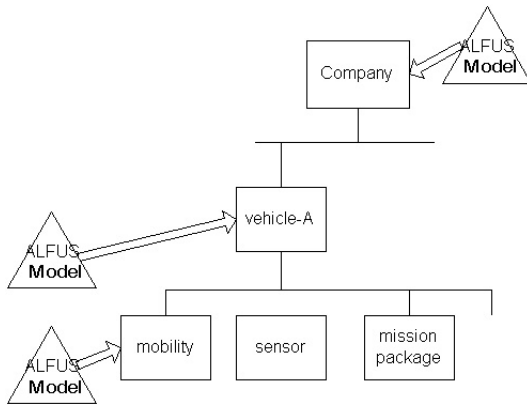 ALFUS
Model
Company
vehicle-A
ALFUS
Model
mobility
sensor
mission
package
ALFUS
Model